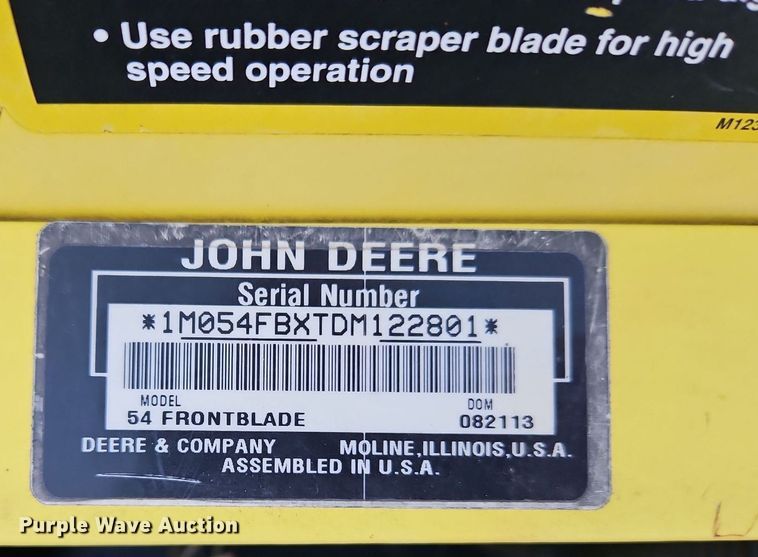 • Use rubber scraper blade for high
speed operation
JOHN DEERE
Serial Number
*1M054FBXTDM122801*
MODEL
54 FRONTBLADE
DOM
082113
DEERE & COMPANY MOLINE, ILLINOIS, U.S.A.
ASSEMBLED IN U.S.A.
Purple Wave Auction